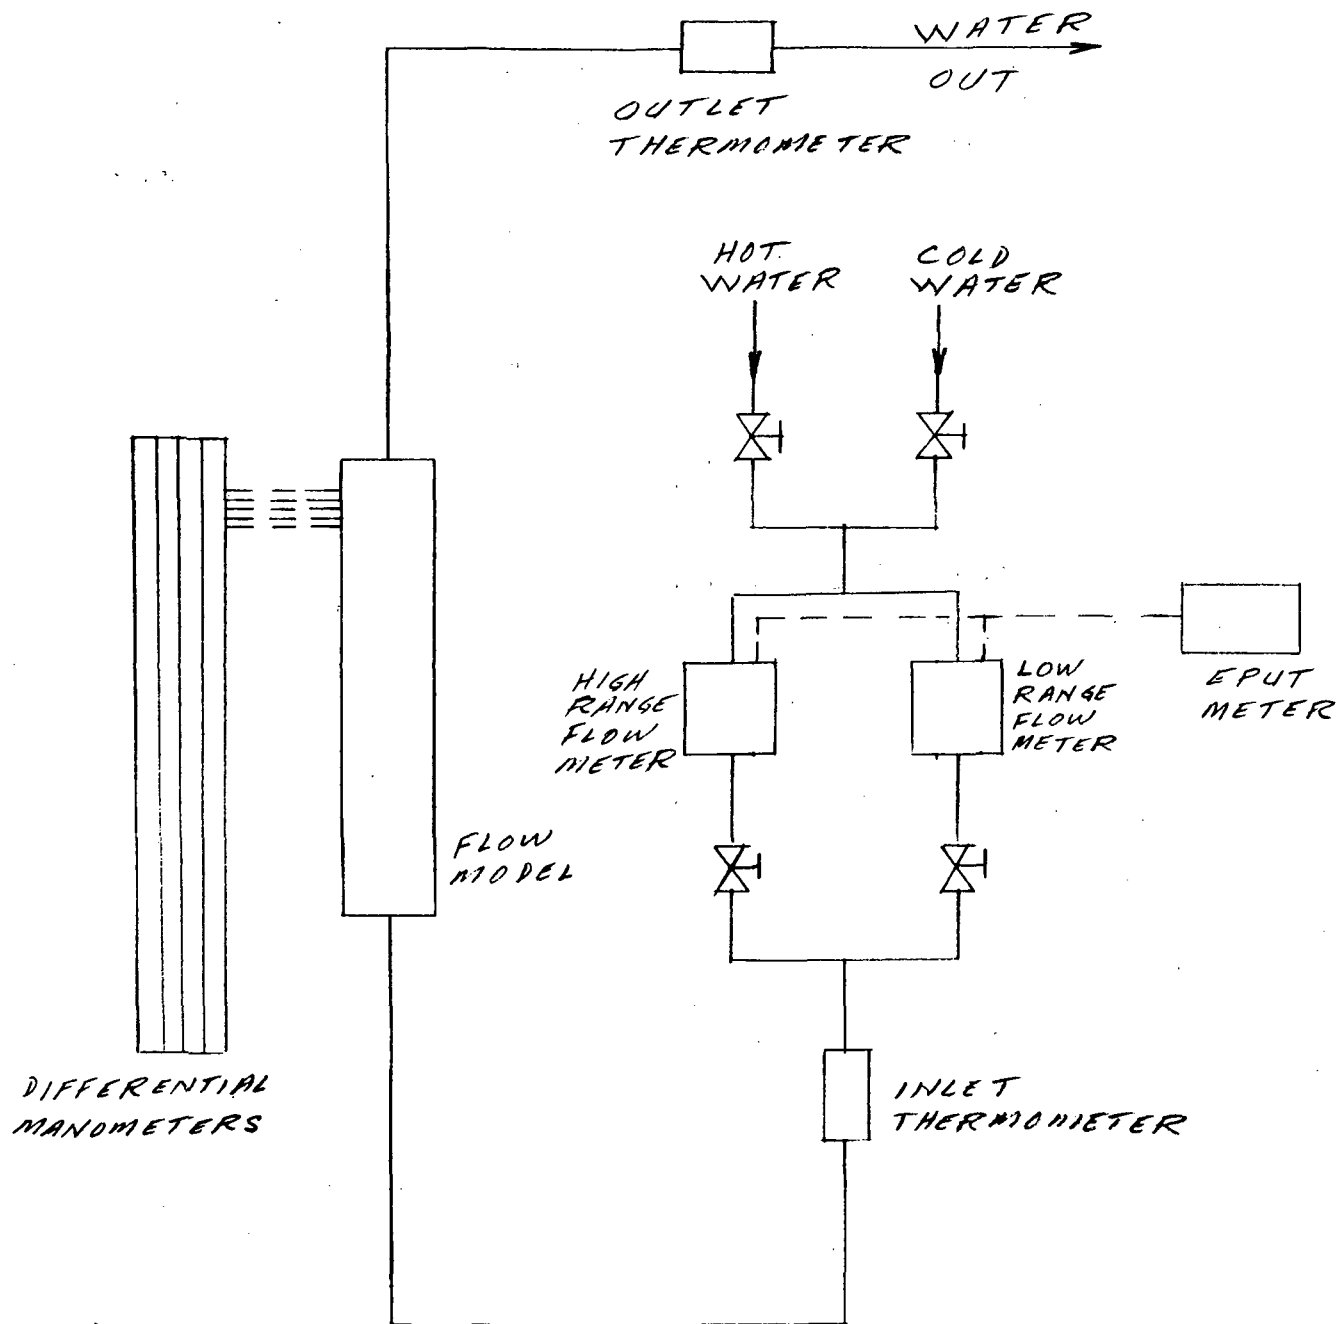 WATER
OUT
OUTLET
THERMOMETER
HOT
WATER
COLD
WATER
HIGH
RANGE
FLOW
METER
LOW
RANGE
FLOW
METER
EPUT
METER
FLOW
MODEL
DIFFERENTIAL
MANOMETERS
INLET
THERMOMETER